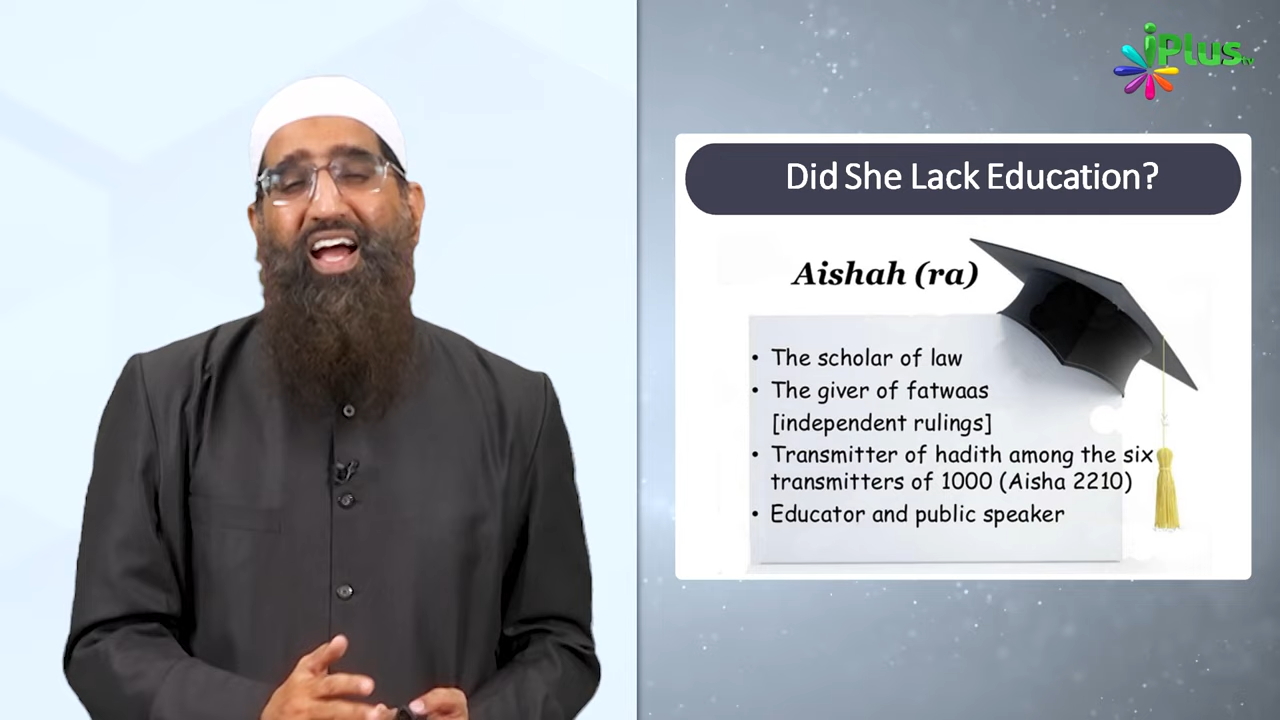 iPlus tv
Did She Lack Education?
Aishah (ra)
• The scholar of law
• The giver of fatwaas
[independent rulings]
• Transmitter of hadith among the six
transmitters of 1000 (Aisha 2210)
• Educator and public speaker